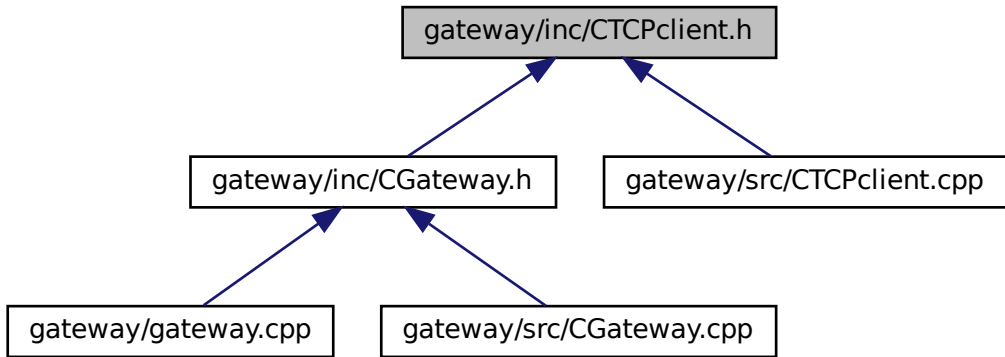 gateway/inc/CTCPclient.h
gateway/inc/CGateway.h
gateway/src/CTCPclient.cpp
gateway/gateway.cpp
gateway/src/CGateway.cpp